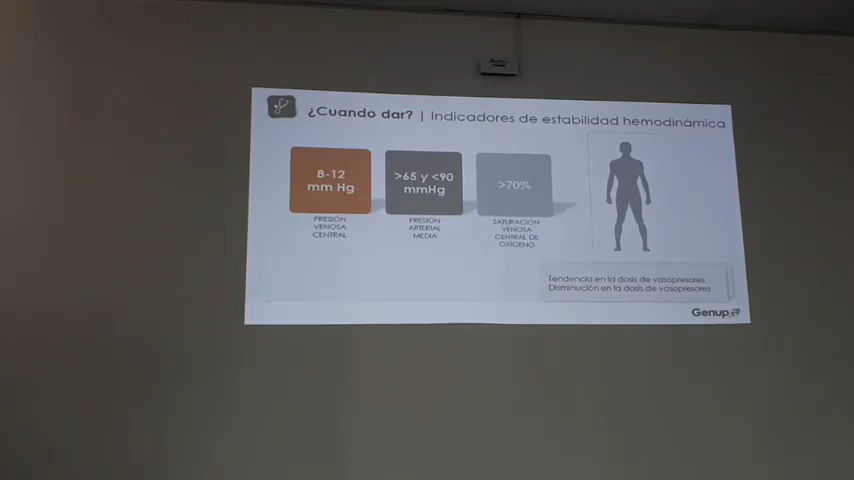 ¿Cuando dar? | Indicadores de estabilidad hemodinámica
8-12
mm Hg
>65 y <90
mmHg
>70%
PRESIÓN
VENOSA
CENTRAL
PRESIÓN
ARTERIAL
MEDIA
SATURACIÓN
VENOSA
CENTRAL DE
OXÍGENO
Tendencia en la dosis de vasopresores
Disminución en la dosis de vasopresores